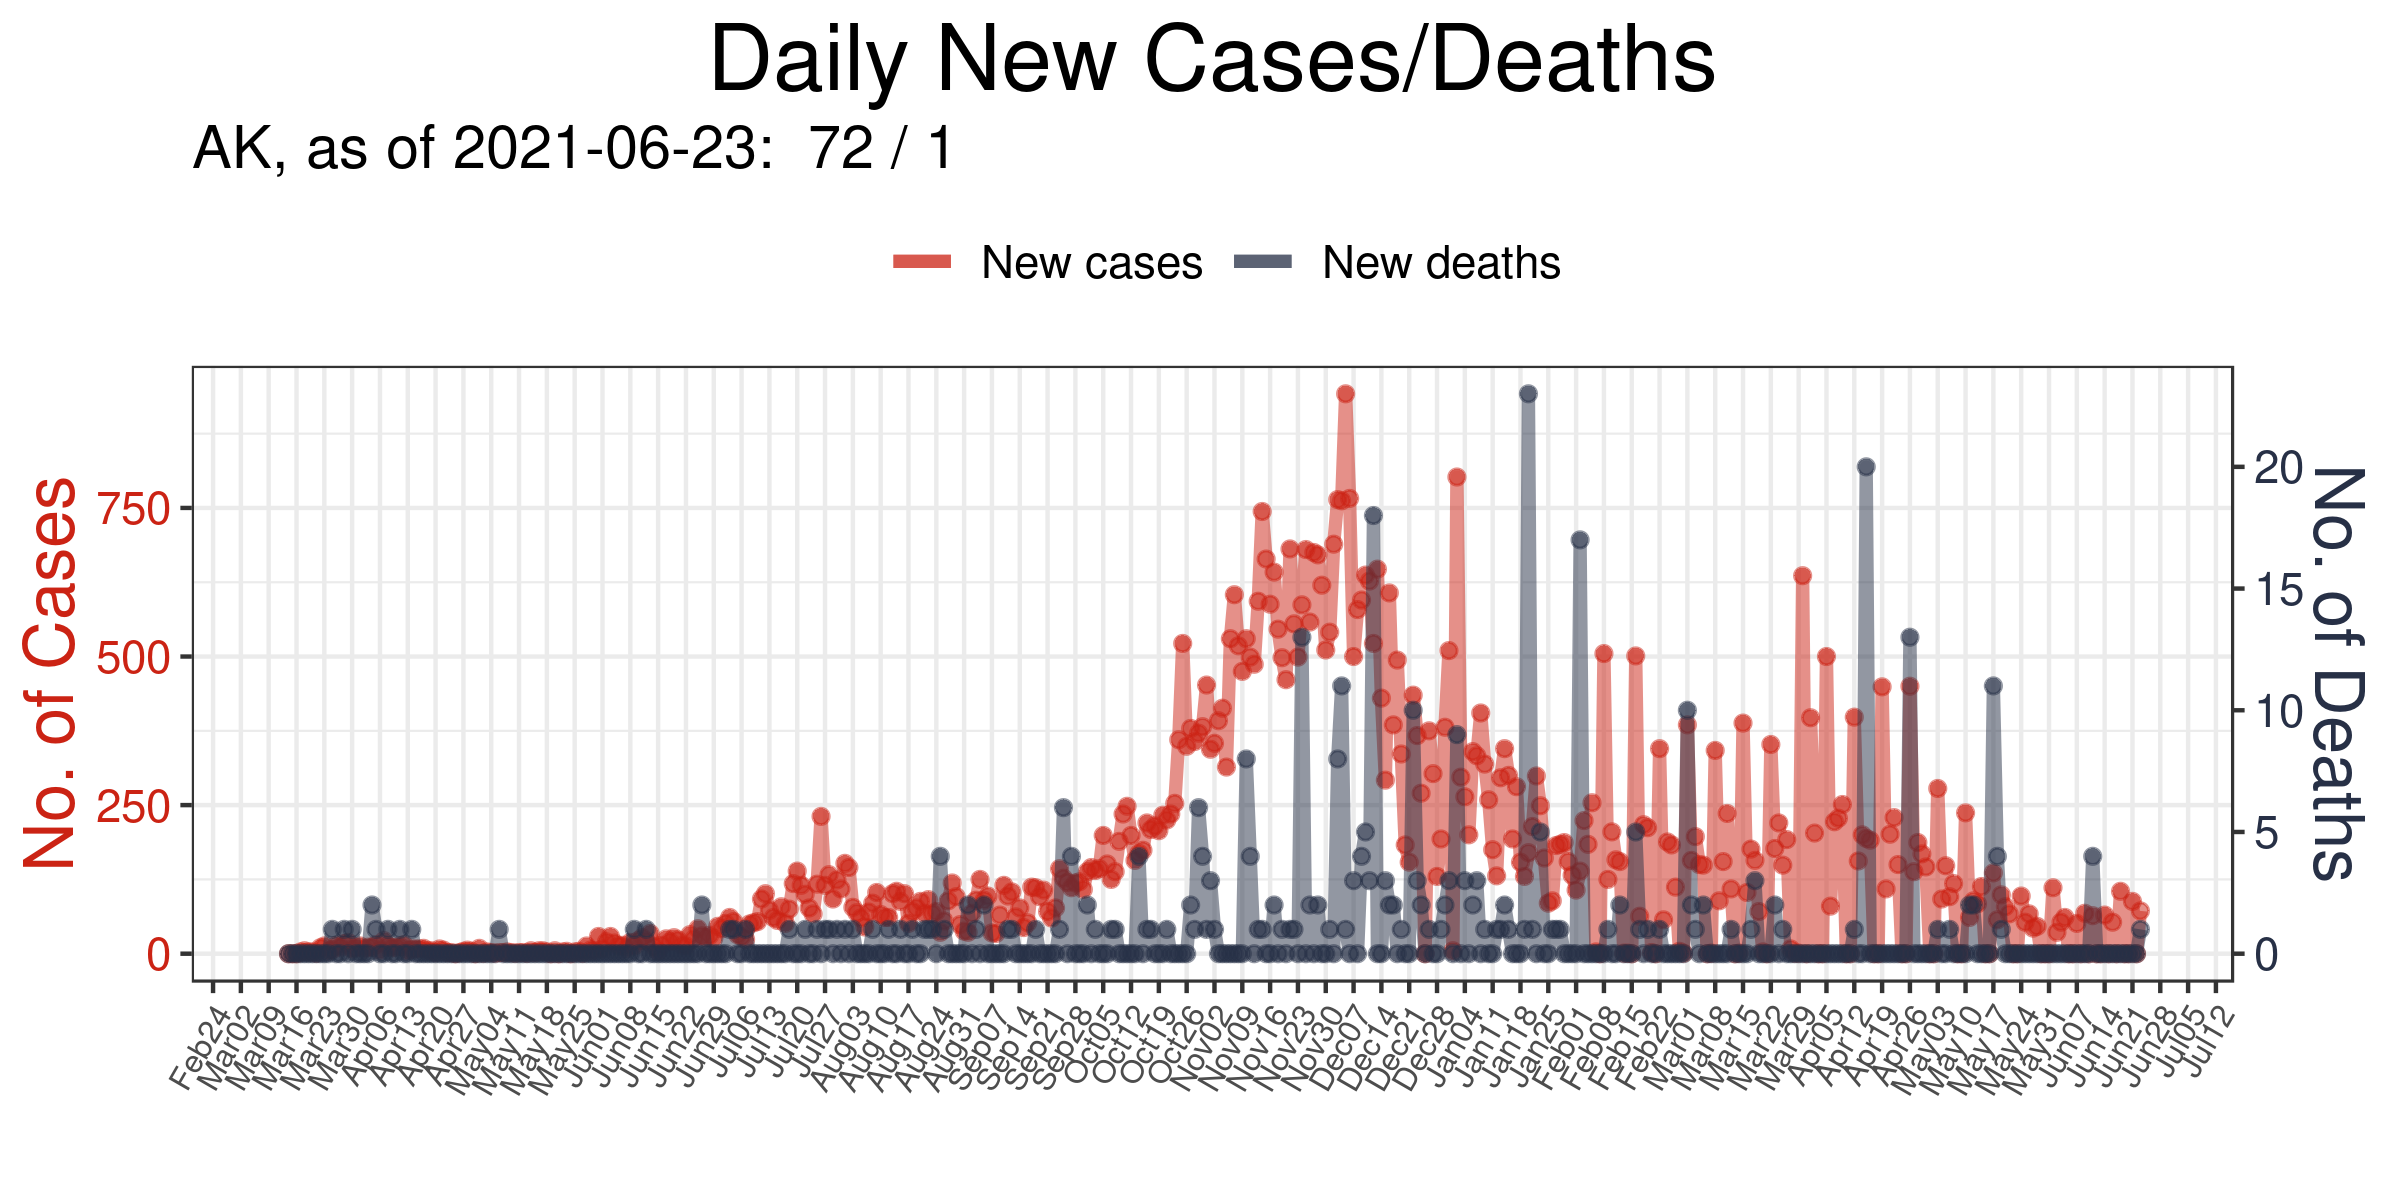 Daily New Cases/Deaths
AK, as of 2021-06-23:  72 / 1
New cases
New deaths
No. of Cases
750
500
250
0
No. of Deaths
20
15
10
5
0
Feb24
Mar02
Mar09
Mar16
Mar23
Mar30
Apr06
Apr13
Apr20
Apr27
May04
May11
May18
May25
Jun01
Jun08
Jun15
Jun22
Jun29
Jul06
Jul13
Jul20
Jul27
Aug03
Aug10
Aug17
Aug24
Aug31
Sep07
Sep14
Sep21
Sep28
Oct05
Oct12
Oct19
Oct26
Nov02
Nov09
Nov16
Nov23
Nov30
Dec07
Dec14
Dec21
Dec28
Jan04
Jan11
Jan18
Jan25
Feb01
Feb08
Feb15
Feb22
Mar01
Mar08
Mar15
Mar22
Mar29
Apr05
Apr12
Apr19
Apr26
May03
May10
May17
May24
May31
Jun07
Jun14
Jun21
Jun28
Jul05
Jul12